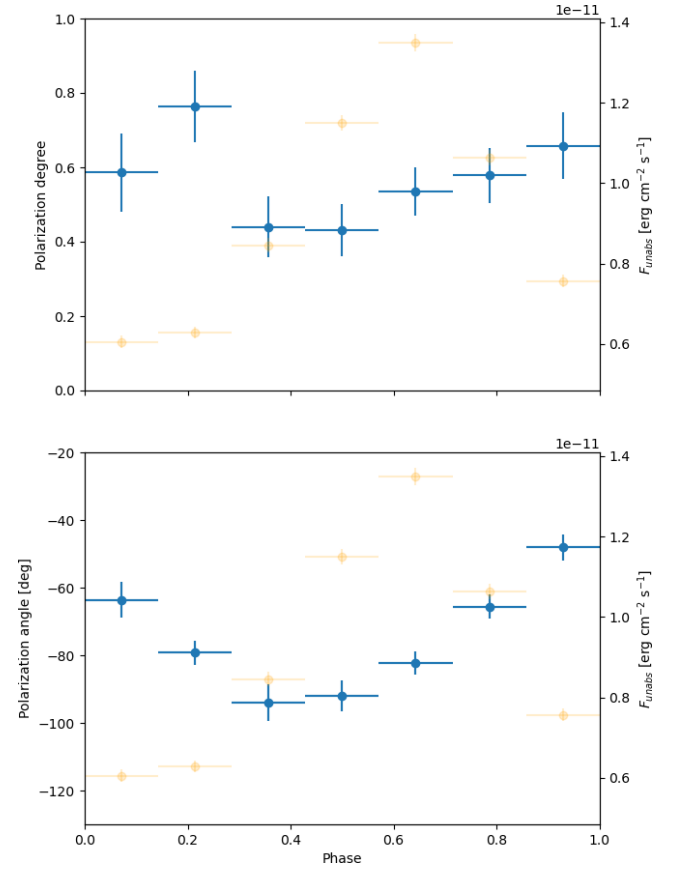 1e−11
1.0
0.8
0.6
0.4
0.2
0.0
Polarization degree
1.4
1.2
1.0
0.8
0.6
F_unabs [erg cm⁻² s⁻¹]
1e−11
−20
−40
−60
−80
−100
−120
Polarization angle [deg]
1.4
1.2
1.0
0.8
0.6
F_unabs [erg cm⁻² s⁻¹]
0.0 0.2 0.4 0.6 0.8 1.0
Phase